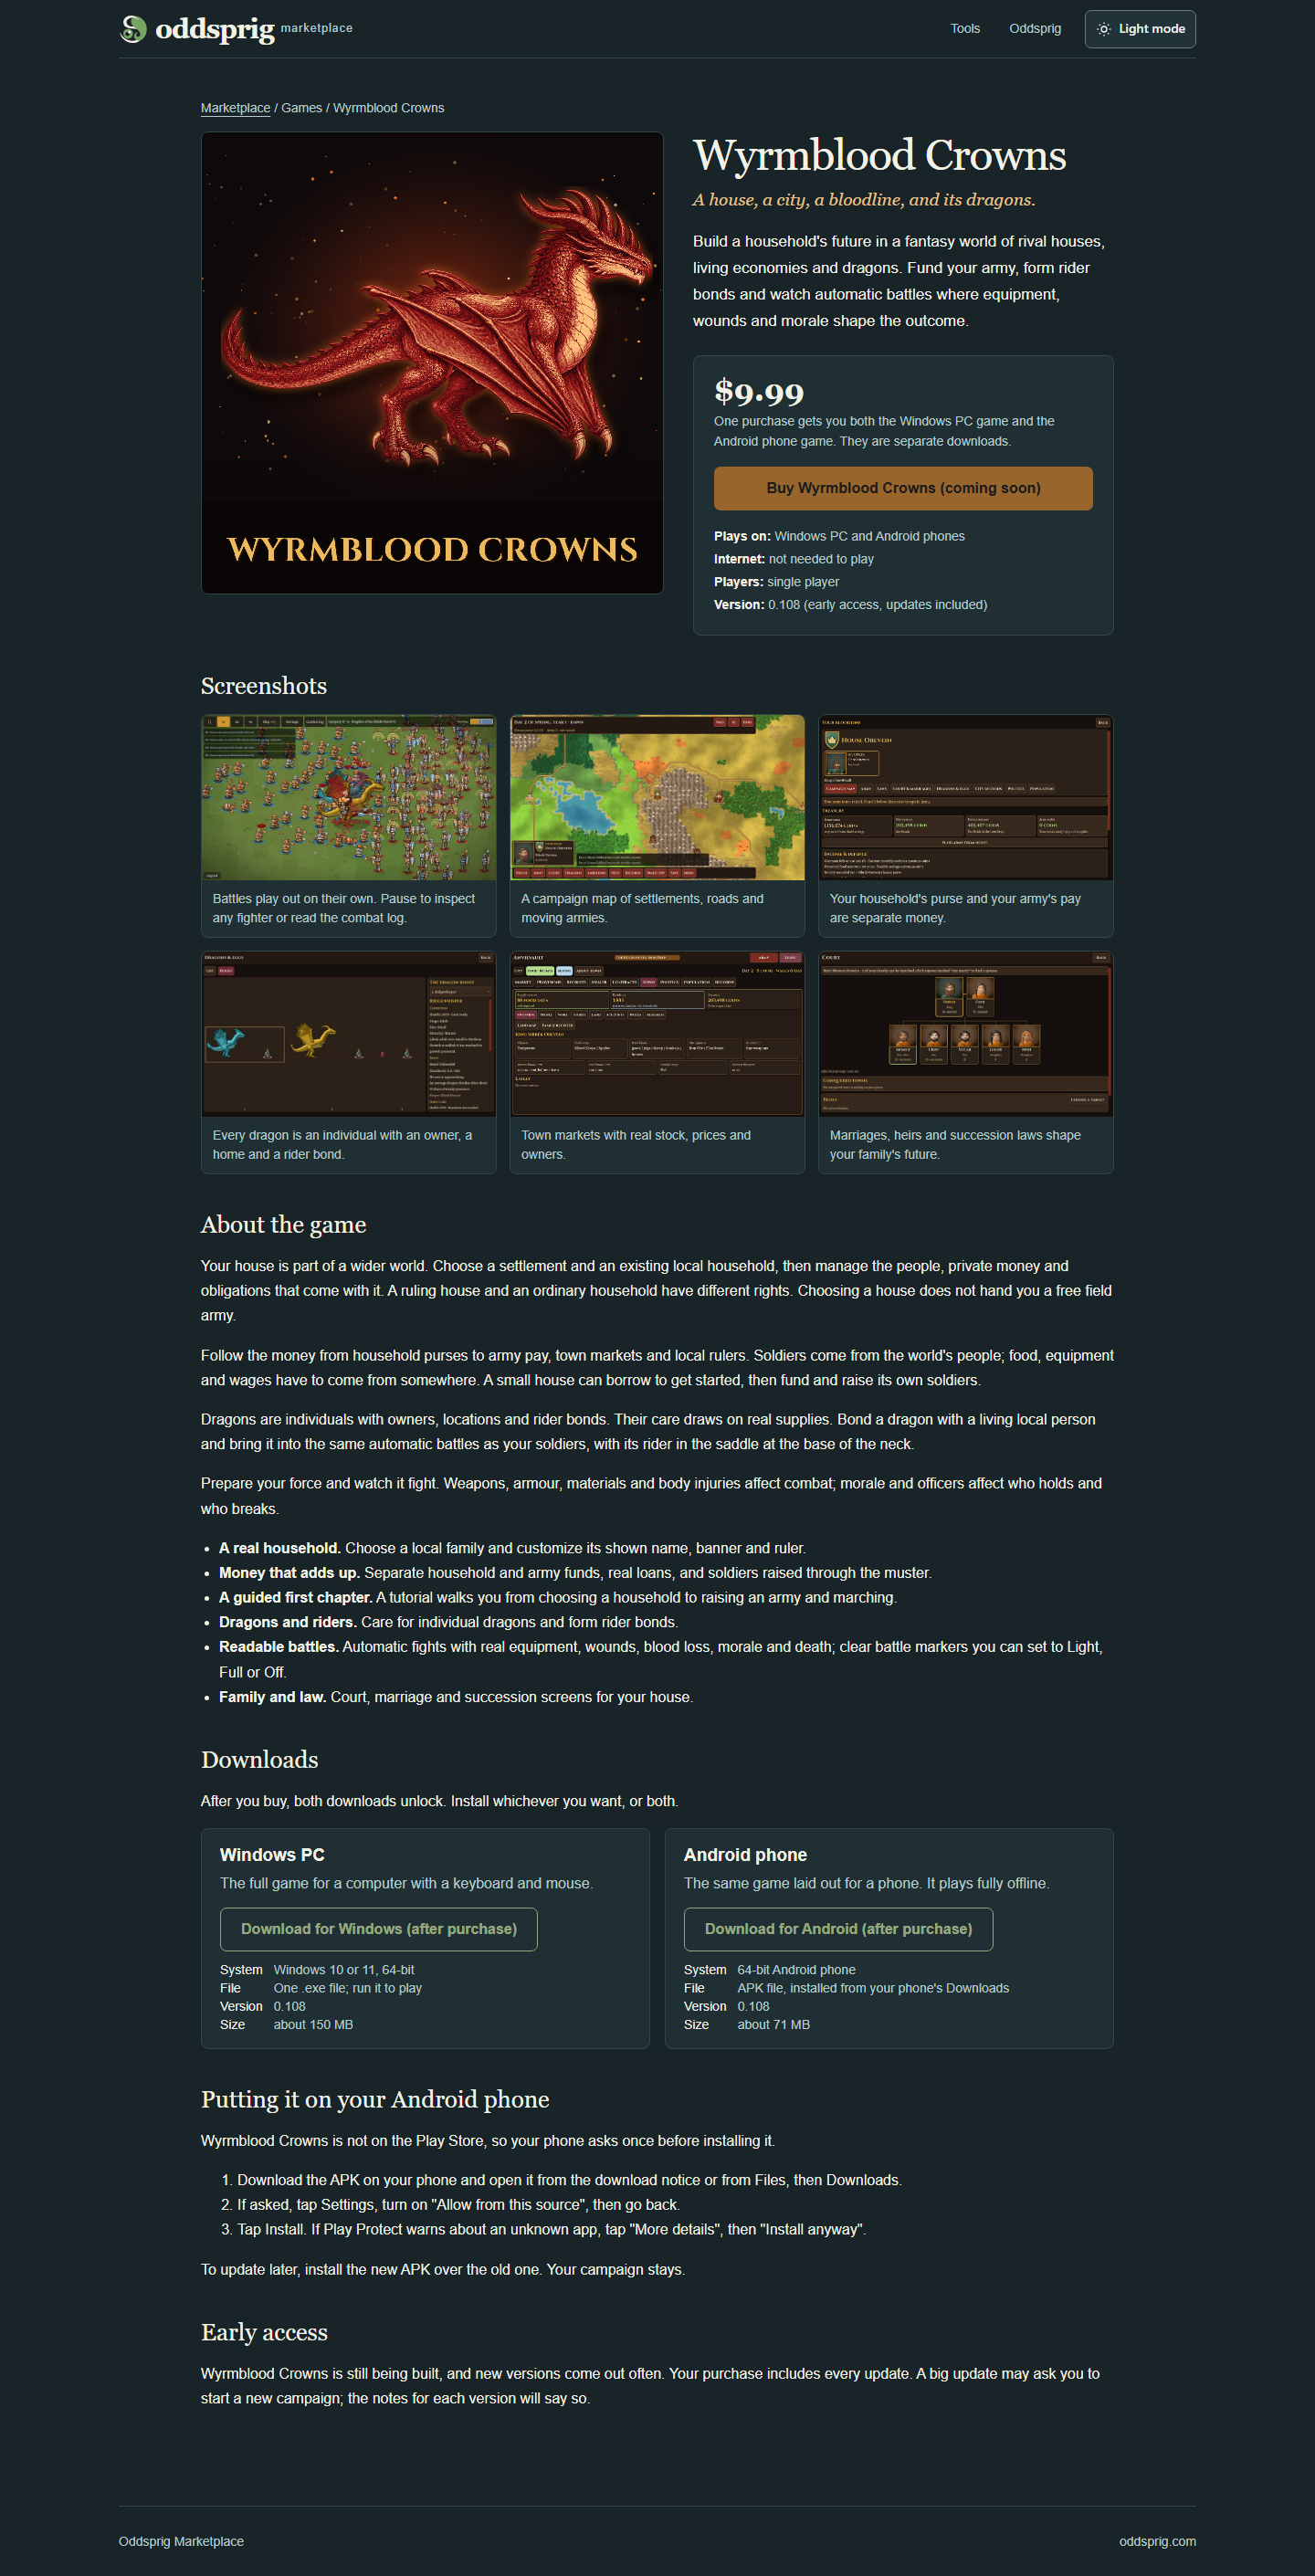 oddsprig marketplace
Tools
Oddsprig
Light mode
Marketplace / Games / Wyrmblood Crowns
WYRMBLOOD CROWNS
Wyrmblood Crowns
A house, a city, a bloodline, and its dragons.
Build a household's future in a fantasy world of rival houses,
living economies and dragons. Fund your army, form rider
bonds and watch automatic battles where equipment,
wounds and morale shape the outcome.
$9.99
One purchase gets you both the Windows PC game and the
Android phone game. They are separate downloads.
Buy Wyrmblood Crowns (coming soon)
Plays on: Windows PC and Android phones
Internet: not needed to play
Players: single player
Version: 0.108 (early access, updates included)
Screenshots
Battles play out on their own. Pause to inspect
any fighter or read the combat log.
A campaign map of settlements, roads and
moving armies.
YOUR BLOODLINE
HOUSE OREVLIN
Your household's purse and your army's pay
are separate money.
DRAGONS & EGGS
THE DRAGON ROOST
Every dragon is an individual with an owner, a
home and a rider bond.
Town markets with real stock, prices and
owners.
COURT
Marriages, heirs and succession laws shape
your family's future.
About the game
Your house is part of a wider world. Choose a settlement and an existing local household, then manage the people, private money and
obligations that come with it. A ruling house and an ordinary household have different rights. Choosing a house does not hand you a free field
army.
Follow the money from household purses to army pay, town markets and local rulers. Soldiers come from the world's people; food, equipment
and wages have to come from somewhere. A small house can borrow to get started, then fund and raise its own soldiers.
Dragons are individuals with owners, locations and rider bonds. Their care draws on real supplies. Bond a dragon with a living local person
and bring it into the same automatic battles as your soldiers, with its rider in the saddle at the base of the neck.
Prepare your force and watch it fight. Weapons, armour, materials and body injuries affect combat; morale and officers affect who holds and
who breaks.
• A real household. Choose a local family and customize its shown name, banner and ruler.
• Money that adds up. Separate household and army funds, real loans, and soldiers raised through the muster.
• A guided first chapter. A tutorial walks you from choosing a household to raising an army and marching.
• Dragons and riders. Care for individual dragons and form rider bonds.
• Readable battles. Automatic fights with real equipment, wounds, blood loss, morale and death; clear battle markers you can set to Light,
Full or Off.
• Family and law. Court, marriage and succession screens for your house.
Downloads
After you buy, both downloads unlock. Install whichever you want, or both.
Windows PC
The full game for a computer with a keyboard and mouse.
Download for Windows (after purchase)
System Windows 10 or 11, 64-bit
File One .exe file; run it to play
Version 0.108
Size about 150 MB
Android phone
The same game laid out for a phone. It plays fully offline.
Download for Android (after purchase)
System 64-bit Android phone
File APK file, installed from your phone's Downloads
Version 0.108
Size about 71 MB
Putting it on your Android phone
Wyrmblood Crowns is not on the Play Store, so your phone asks once before installing it.
1. Download the APK on your phone and open it from the download notice or from Files, then Downloads.
2. If asked, tap Settings, turn on "Allow from this source", then go back.
3. Tap Install. If Play Protect warns about an unknown app, tap "More details", then "Install anyway".
To update later, install the new APK over the old one. Your campaign stays.
Early access
Wyrmblood Crowns is still being built, and new versions come out often. Your purchase includes every update. A big update may ask you to
start a new campaign; the notes for each version will say so.
Oddsprig Marketplace
oddsprig.com